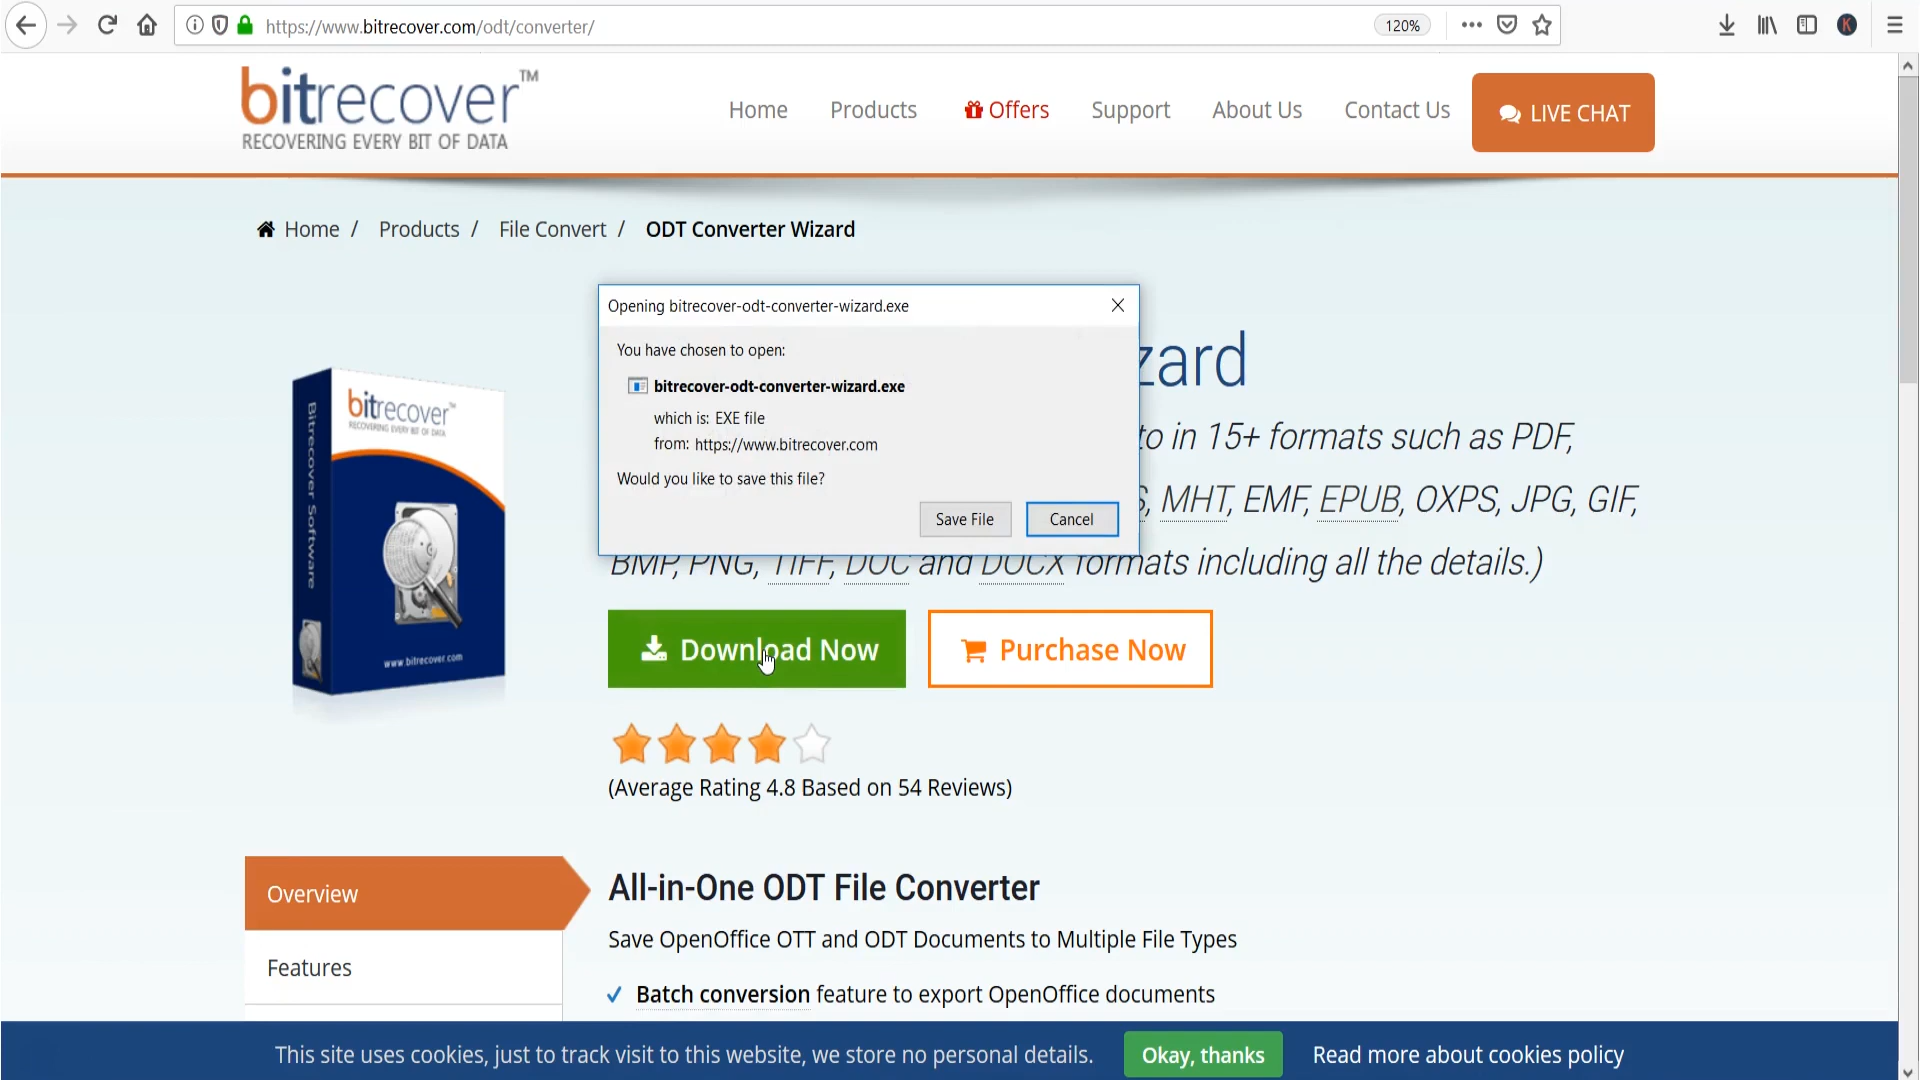 https://www.bitrecover.com/odt/converter/
120%
bitrecover™
RECOVERING EVERY BIT OF DATA
Home
Products
Offers
Support
About Us
Contact Us
LIVE CHAT
Home / Products / File Convert / ODT Converter Wizard
Opening bitrecover-odt-converter-wizard.exe
You have chosen to open:
bitrecover-odt-converter-wizard.exe
which is: EXE file
from: https://www.bitrecover.com
Would you like to save this file?
Save File
Cancel
zard
to in 15+ formats such as PDF,
S, MHT, EMF, EPUB, OXPS, JPG, GIF,
BMP, PNG, TIFF, DOC and DOCX formats including all the details.)
Bitrecover Software
bitrecover™
RECOVERING EVERY BIT OF DATA
www.bitrecover.com
Download Now
Purchase Now
(Average Rating 4.8 Based on 54 Reviews)
Overview
Features
All-in-One ODT File Converter
Save OpenOffice OTT and ODT Documents to Multiple File Types
Batch conversion feature to export OpenOffice documents
This site uses cookies, just to track visit to this website, we store no personal details.
Okay, thanks
Read more about cookies policy
K